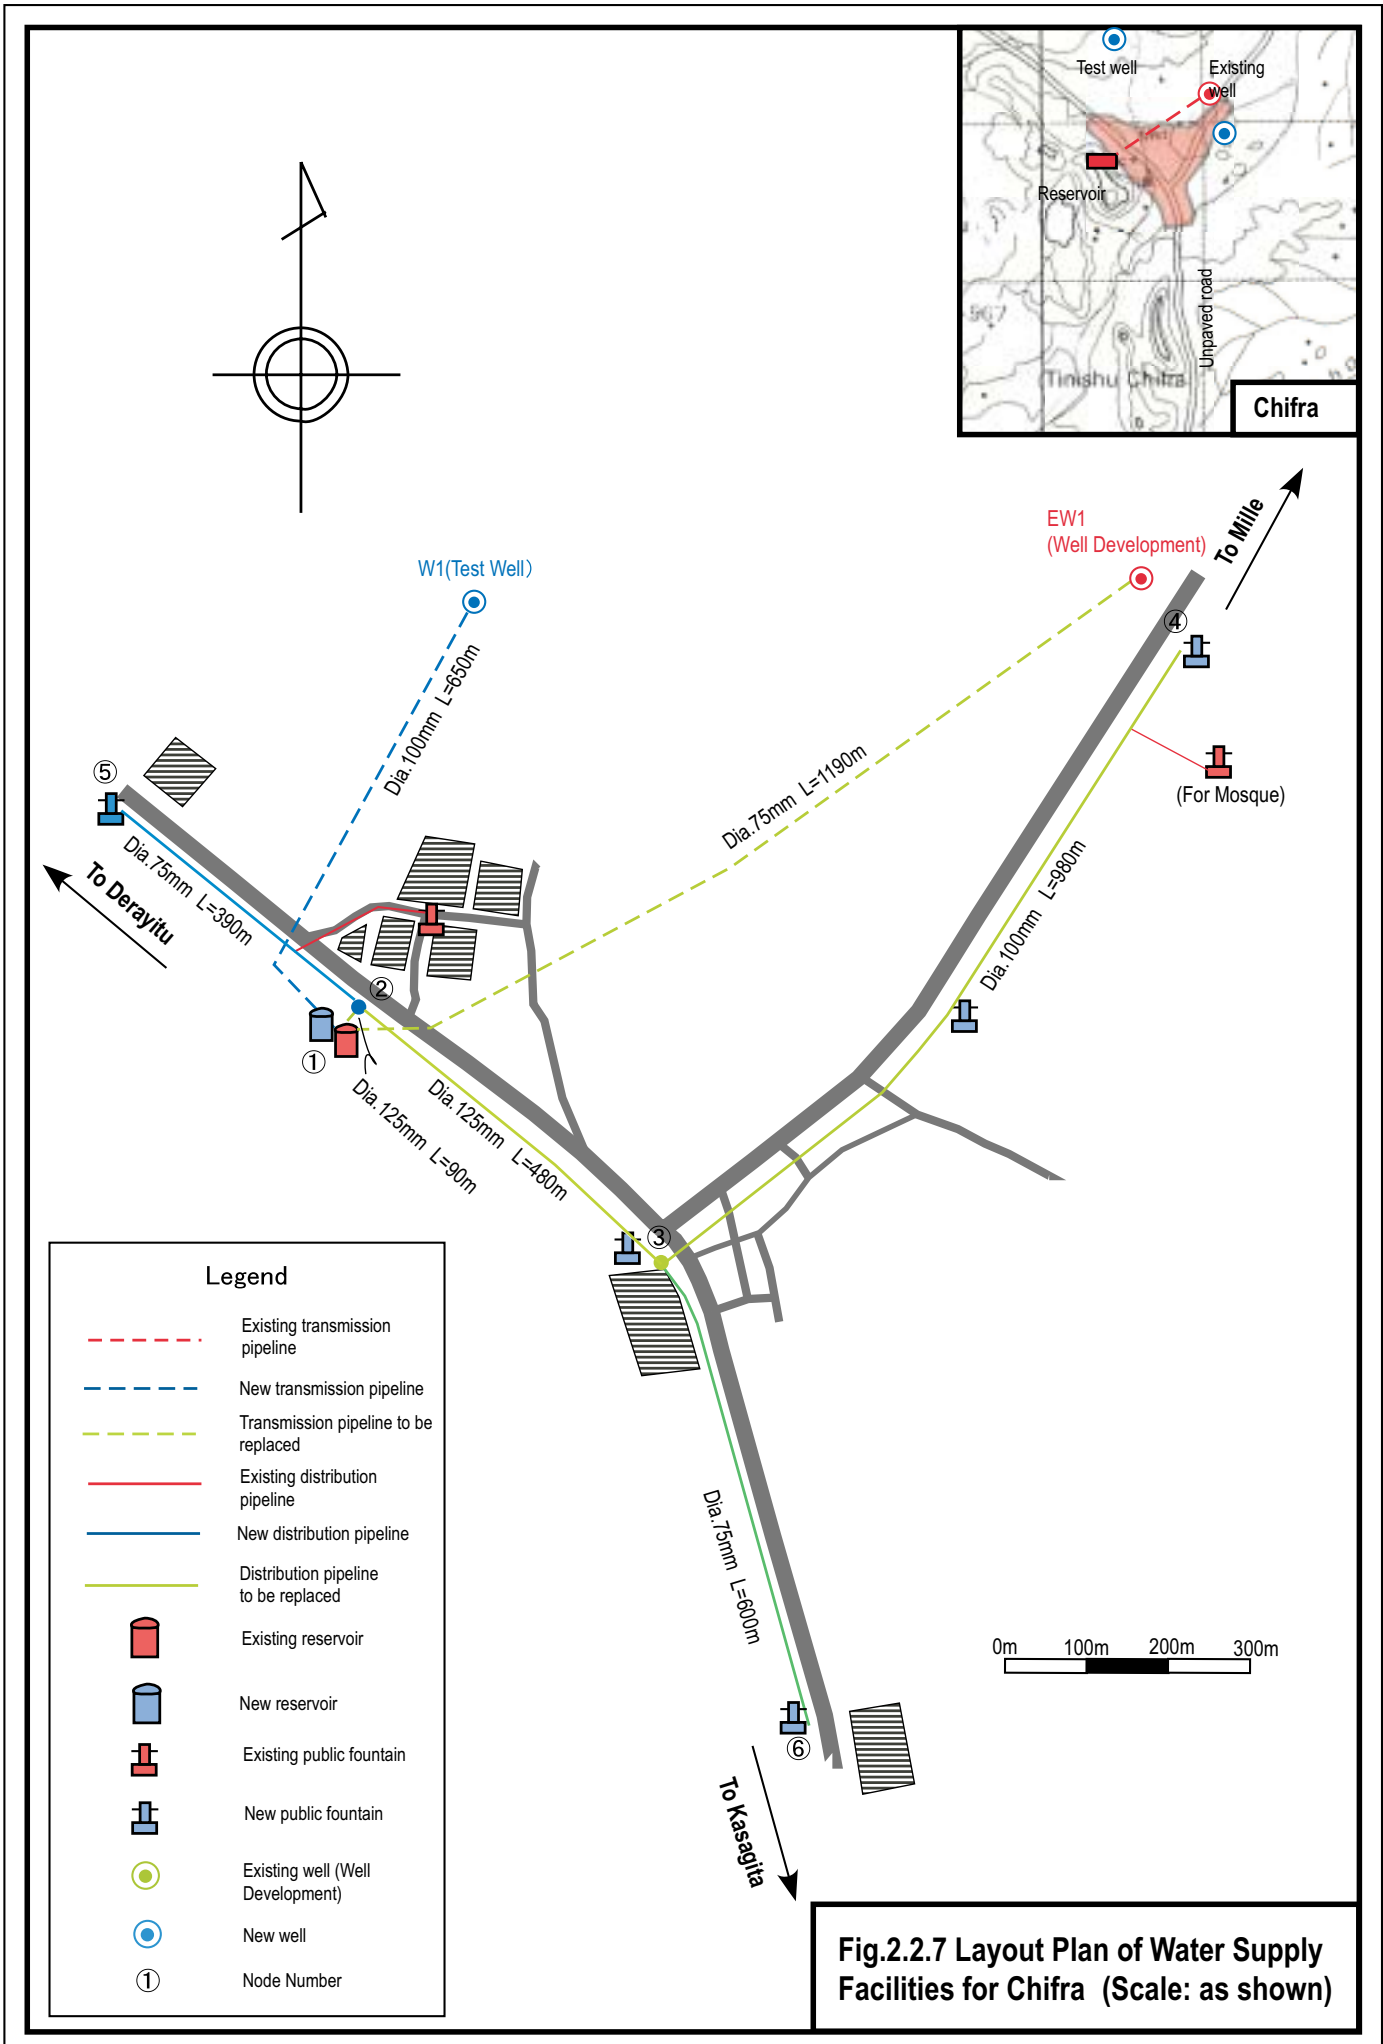 Test well
Existing
well
Reservoir
Unpaved road
967
Tinishu Chifra
Chifra
To Mille
EW1
(Well Development)
W1(Test Well)
Dia.100mm L=650m
④
⑤
(For Mosque)
Dia.75mm L=1190m
Dia.75mm L=390m
To Derayitu
Dia.100mm L=980m
②
①
Dia.125mm L=90m
Dia.125mm L=480m
③
Legend
Existing transmission
pipeline
New transmission pipeline
Transmission pipeline to be
replaced
Existing distribution
pipeline
New distribution pipeline
Distribution pipeline
to be replaced
Existing reservoir
New reservoir
Existing public fountain
New public fountain
Existing well (Well
Development)
New well
① Node Number
Dia.75mm L=600m
0m 100m 200m 300m
⑥
To Kasagita
Fig.2.2.7 Layout Plan of Water Supply
Facilities for Chifra (Scale: as shown)